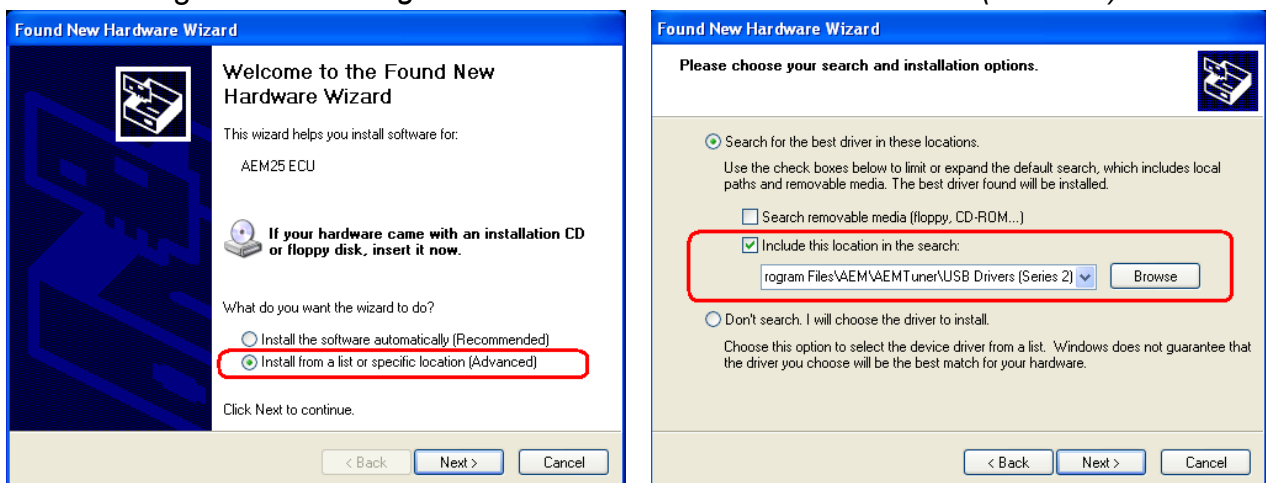 Found New Hardware Wizard
Welcome to the Found New
Hardware Wizard
This wizard helps you install software for:
AEM25 ECU
If your hardware came with an installation CD
or floppy disk, insert it now.
What do you want the wizard to do?
Install the software automatically (Recommended)
Install from a list or specific location (Advanced)
Click Next to continue.
< Back
Next >
Cancel
Found New Hardware Wizard
Please choose your search and installation options.
Search for the best driver in these locations.
Use the check boxes below to limit or expand the default search, which includes local
paths and removable media. The best driver found will be installed.
Search removable media (floppy, CD-ROM...)
Include this location in the search:
rogram Files\AEM\AEMTuner\USB Drivers (Series 2)
Browse
Don't search. I will choose the driver to install.
Choose this option to select the device driver from a list. Windows does not guarantee that
the driver you choose will be the best match for your hardware.
< Back
Next >
Cancel